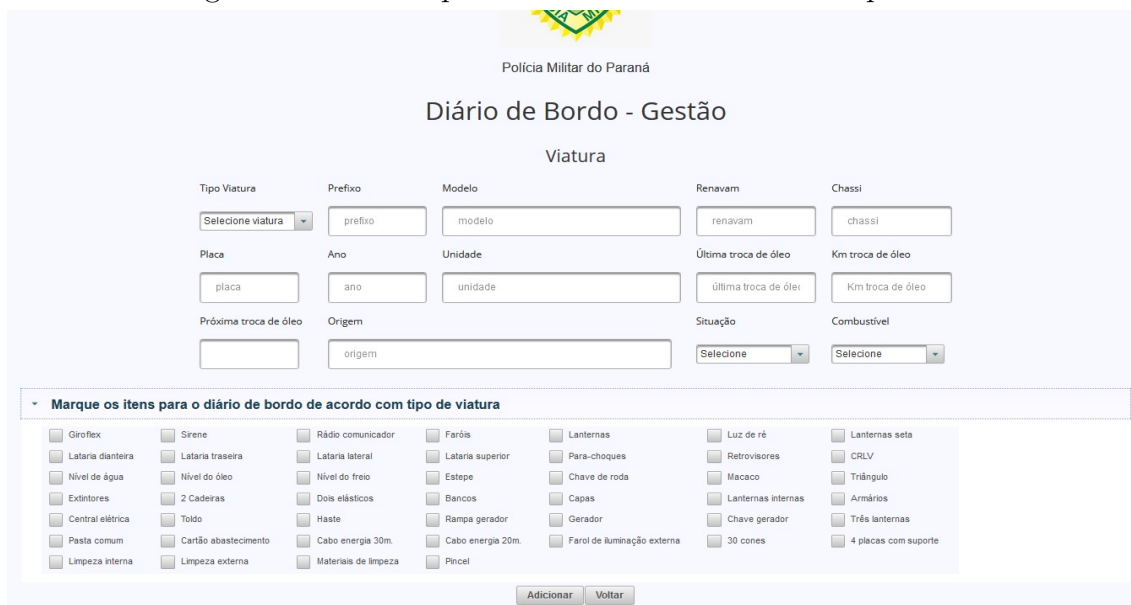 Polícia Militar do Paraná
Diário de Bordo - Gestão
Viatura
Tipo Viatura Prefixo Modelo Renavam Chassi
Selecione viatura prefixo modelo renavam chassi
Placa Ano Unidade Última troca de óleo Km troca de óleo
placa ano unidade última troca de óle Km troca de óleo
Próxima troca de óleo Origem Situação Combustível
origem Selecione Selecione
Marque os itens para o diário de bordo de acordo com tipo de viatura
Giroflex Sirene Rádio comunicador Faróis Lanternas Luz de ré Lanternas seta
Lataria dianteira Lataria traseira Lataria lateral Lataria superior Para-choques Retrovisores CRLV
Nível de água Nível do óleo Nível do freio Estepe Chave de roda Macaco Triângulo
Extintores 2 Cadeiras Dois elásticos Bancos Capas Lanternas internas Armários
Central elétrica Toldo Haste Rampa gerador Gerador Chave gerador Três lanternas
Pasta comum Cartão abastecimento Cabo energia 30m. Cabo energia 20m. Farol de iluminação externa 30 cones 4 placas com suporte
Limpeza interna Limpeza externa Materiais de limpeza Pincel
Adicionar Voltar